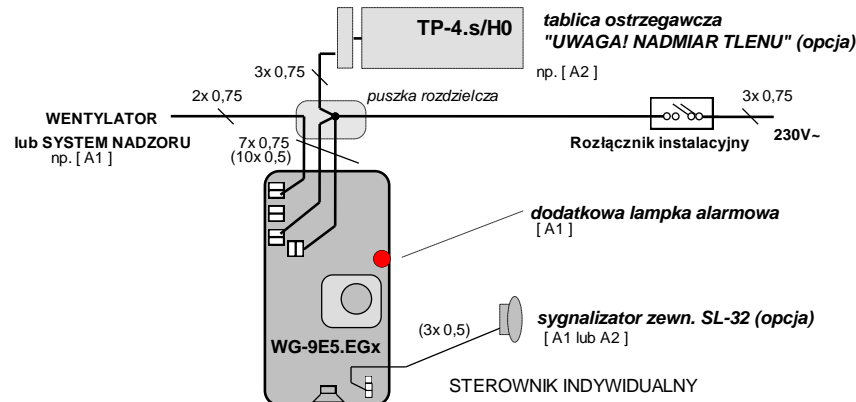 TP-4.s/H0
tablica ostrzegawcza
"UWAGA! NADMIAR TLENU" (opcja)
np. [ A2 ]
3x 0,75
2x 0,75
puszka rozdzielcza
3x 0,75
WENTYLATOR
lub SYSTEM NADZORU
np. [ A1 ]
7x 0,75
(10x 0,5)
Rozłącznik instalacyjny
230V~
dodatkowa lampka alarmowa
[ A1 ]
(3x 0,5)
sygnalizator zewn. SL-32 (opcja)
[ A1 lub A2 ]
WG-9E5.EGx
STEROWNIK INDYWIDUALNY